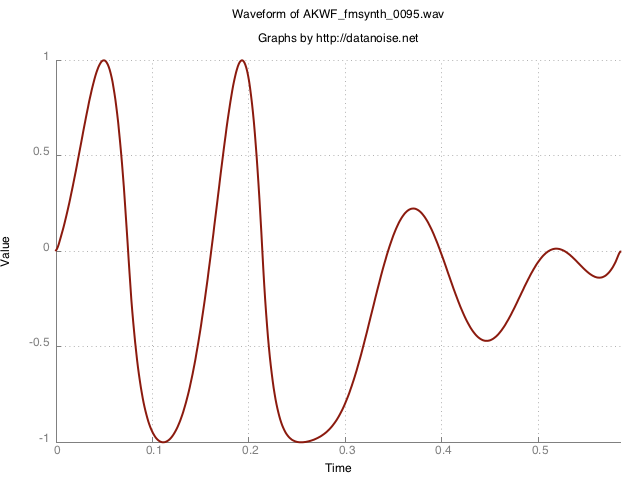 Waveform of AKWF_fmsynth_0095.wav
Graphs by http://datanoise.net
1
0.5
0
-0.5
-1
Value
0 0.1 0.2 0.3 0.4 0.5
Time